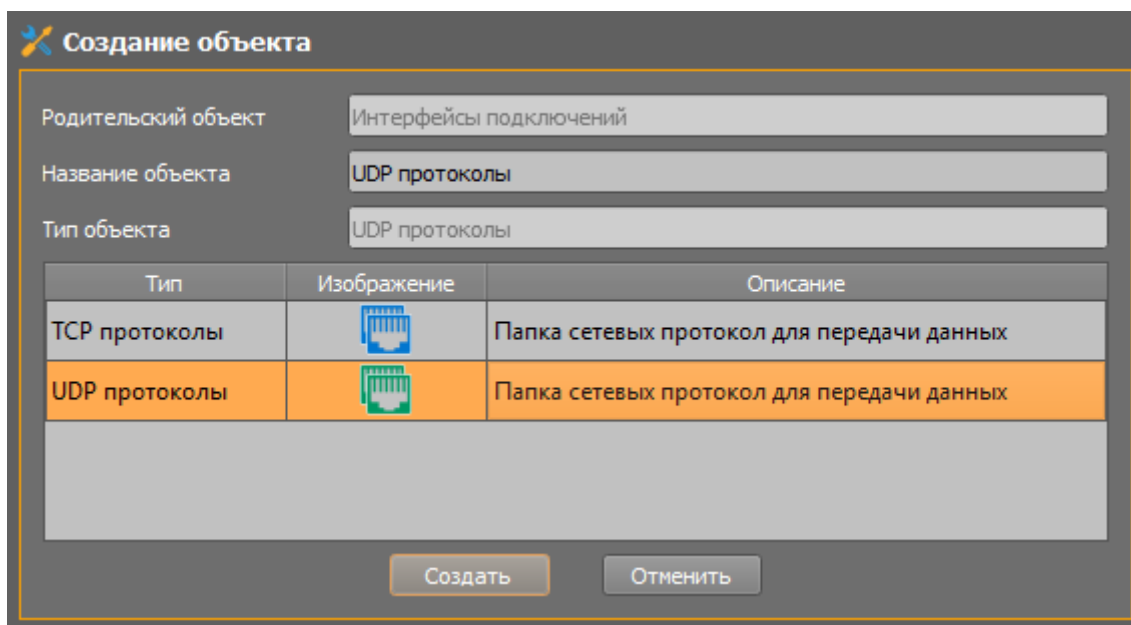 Создание объекта
Родительский объект Интерфейсы подключений
Название объекта UDP протоколы
Тип объекта UDP протоколы
Тип Изображение Описание
TCP протоколы Папка сетевых протокол для передачи данных
UDP протоколы Папка сетевых протокол для передачи данных
Создать Отменить